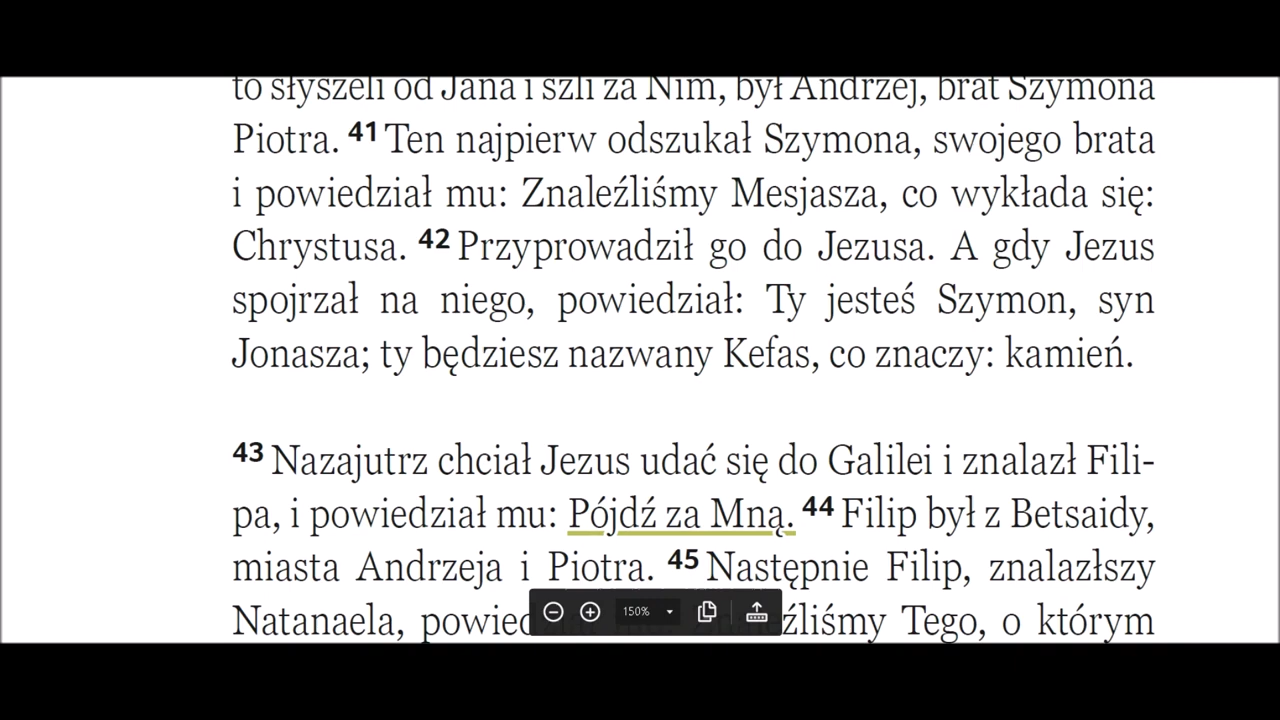 to słyszeli od Jana i szli za Nim, był Andrzej, brat Szymona
Piotra. 41 Ten najpierw odszukał Szymona, swojego brata
i powiedział mu: Znaleźliśmy Mesjasza, co wykłada się:
Chrystusa. 42 Przyprowadził go do Jezusa. A gdy Jezus
spojrzał na niego, powiedział: Ty jesteś Szymon, syn
Jonasza; ty będziesz nazwany Kefas, co znaczy: kamień.
43 Nazajutrz chciał Jezus udać się do Galilei i znalazł Fili-
pa, i powiedział mu: Pójdź za Mną. 44 Filip był z Betsaidy,
miasta Andrzeja i Piotra. 45 Następnie Filip, znalazłszy
Natanaela, Tego, o którym
150%